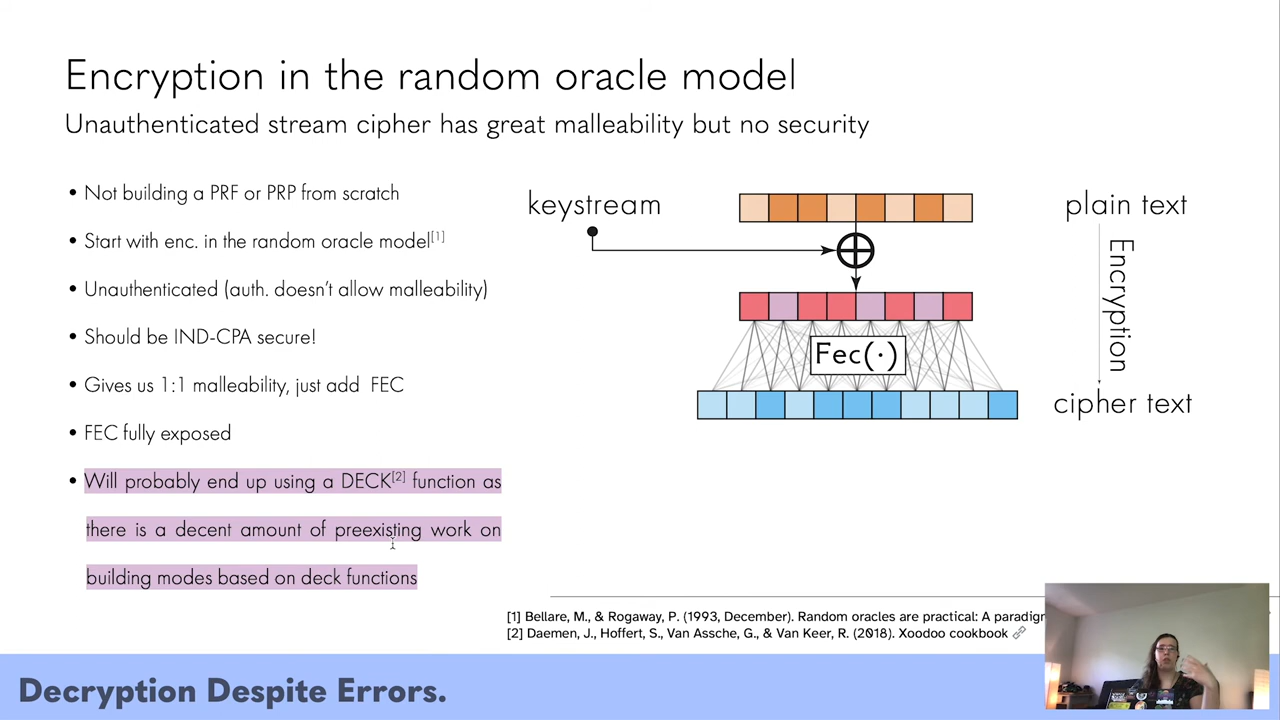 Encryption in the random oracle model
Unauthenticated stream cipher has great malleability but no security
• Not building a PRF or PRP from scratch
• Start with enc. in the random oracle model[1]
• Unauthenticated (auth. doesn't allow malleability)
• Should be IND-CPA secure!
• Gives us 1:1 malleability, just add FEC
• FEC fully exposed
• Will probably end up using a DECK[2] function as
there is a decent amount of preexisting work on
building modes based on deck functions
keystream
plain text
Encryption
Fec(·)
cipher text
[1] Bellare, M., & Rogaway, P. (1993, December). Random oracles are practical: A paradigm
[2] Daemen, J., Hoffert, S., Van Assche, G., & Van Keer, R. (2018). Xoodoo cookbook
Decryption Despite Errors.